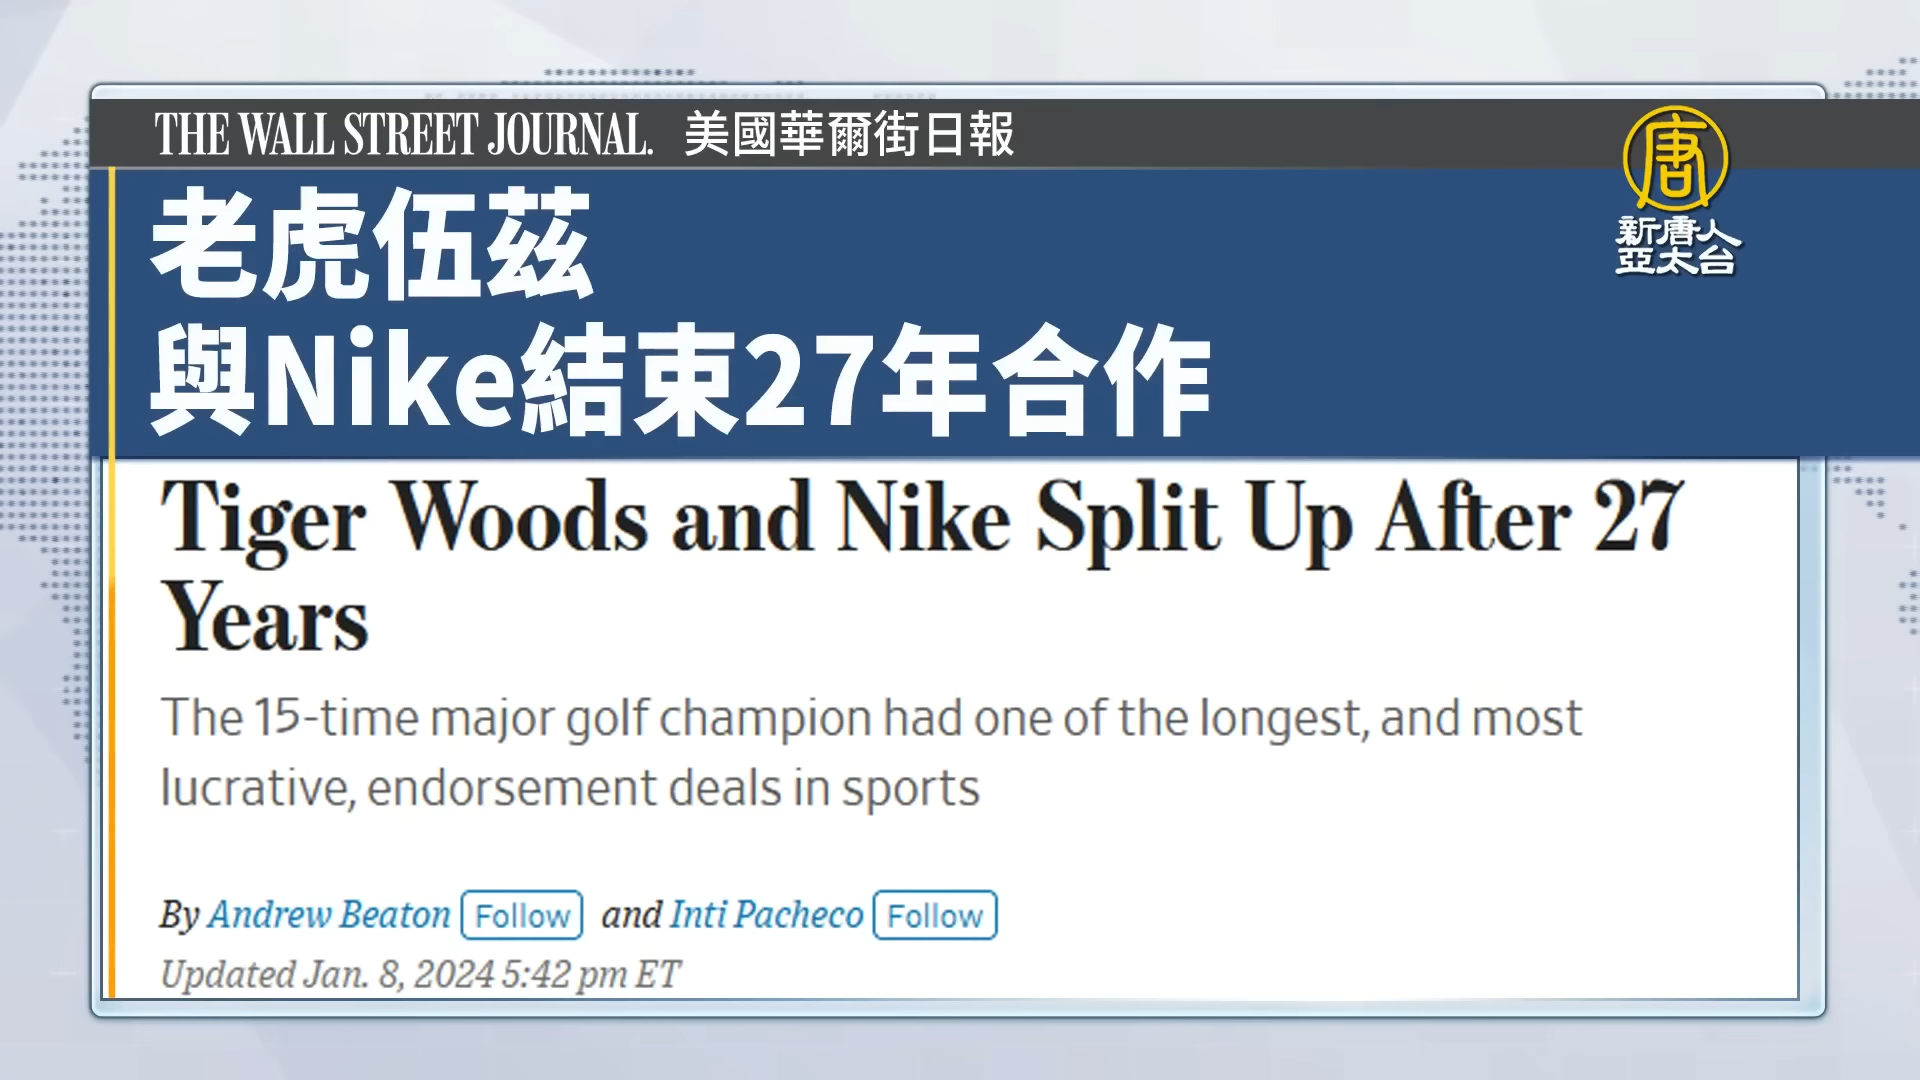 THE WALL STREET JOURNAL. 美國華爾街日報
唐
新唐人
亞太台
老虎伍茲
與Nike結束27年合作
Tiger Woods and Nike Split Up After 27
Years
The 15-time major golf champion had one of the longest, and most
lucrative, endorsement deals in sports
By Andrew Beaton Follow and Inti Pacheco Follow
Updated Jan. 8, 2024 5:42 pm ET